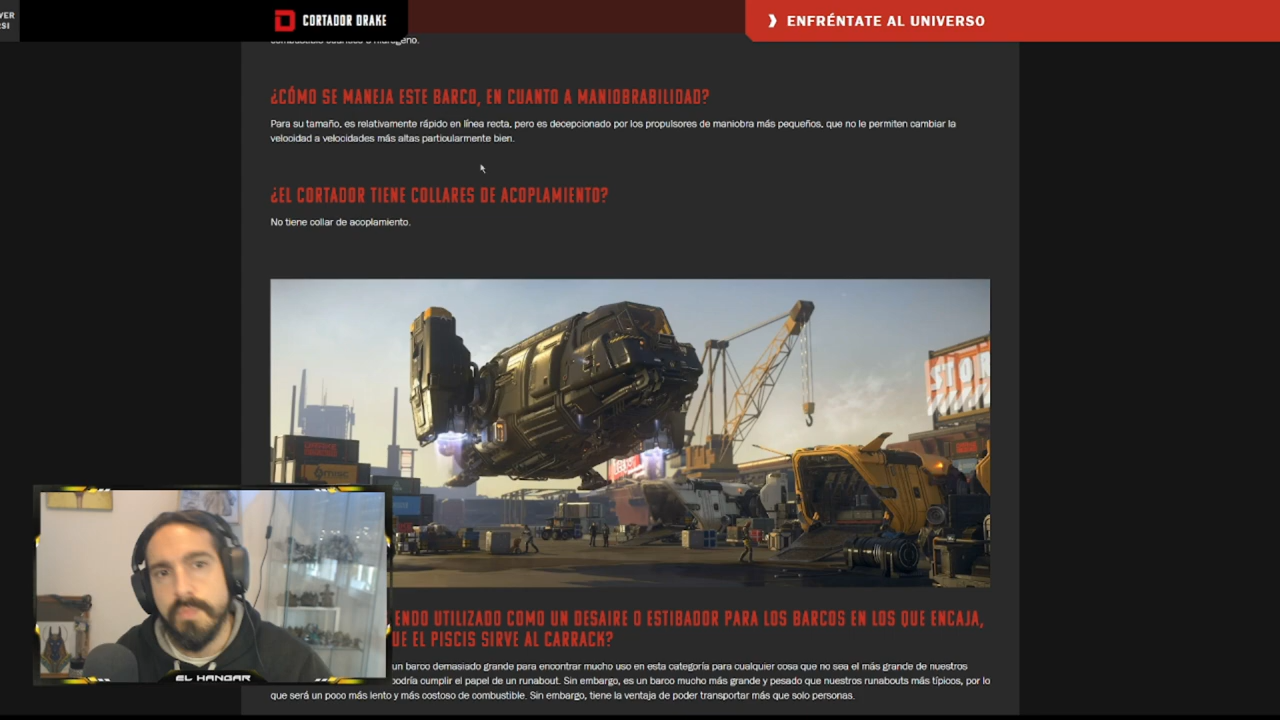 VER
RSI
CORTADOR DRAKE
❯ ENFRÉNTATE AL UNIVERSO
combustible cuántico o hidrógeno.
¿CÓMO SE MANEJA ESTE BARCO, EN CUANTO A MANIOBRABILIDAD?
Para su tamaño, es relativamente rápido en línea recta, pero es decepcionado por los propulsores de maniobra más pequeños, que no le permiten cambiar la
velocidad a velocidades más altas particularmente bien.
¿EL CORTADOR TIENE COLLARES DE ACOPLAMIENTO?
No tiene collar de acoplamiento.
STOR
misc
ENDO UTILIZADO COMO UN DESAIRE O ESTIBADOR PARA LOS BARCOS EN LOS QUE ENCAJA,
UE EL PISCIS SIRVE AL CARRACK?
un barco demasiado grande para encontrar mucho uso en esta categoría para cualquier cosa que no sea el más grande de nuestros
podría cumplir el papel de un runabout. Sin embargo, es un barco mucho más grande y pesado que nuestros runabouts más típicos, por lo
que será un poco más lento y más costoso de combustible. Sin embargo, tiene la ventaja de poder transportar más que solo personas.
EL HANGAR